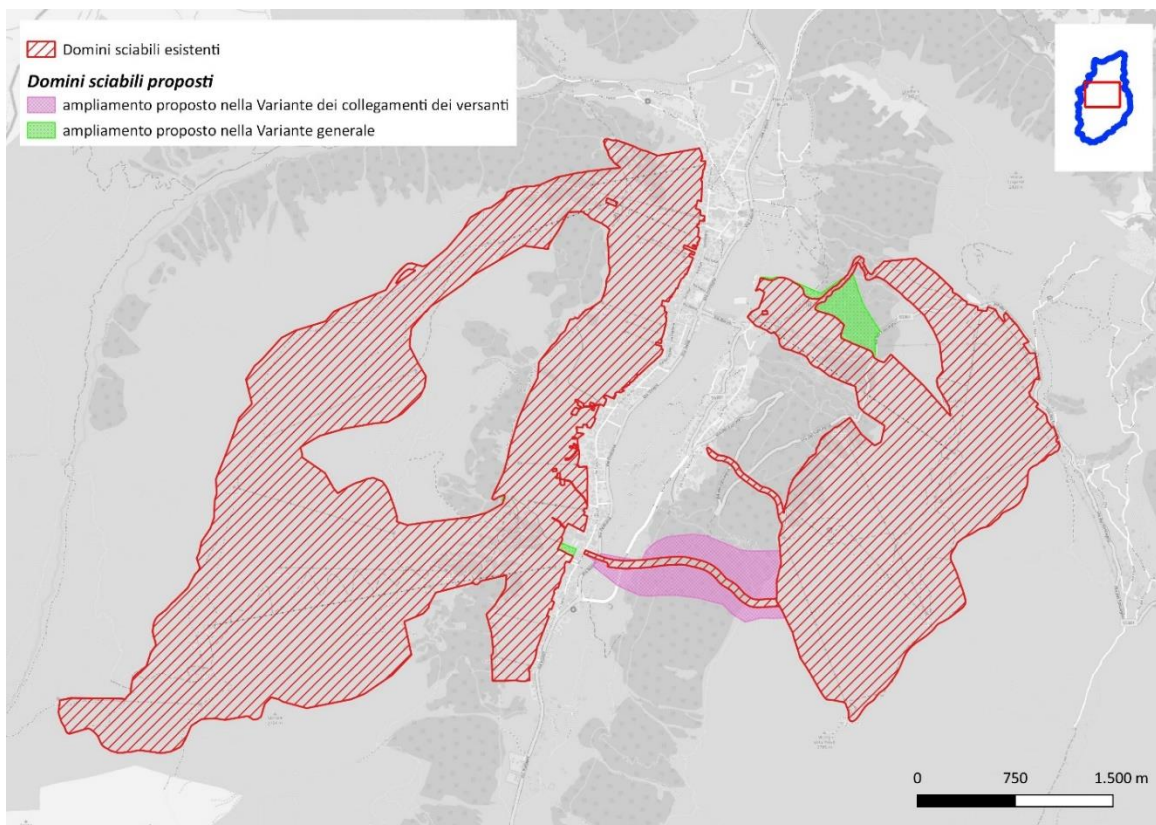 Domini sciabili esistenti
Domini sciabili proposti
ampliamento proposto nella Variante dei collegamenti dei versanti
ampliamento proposto nella Variante generale
0 750 1.500 m